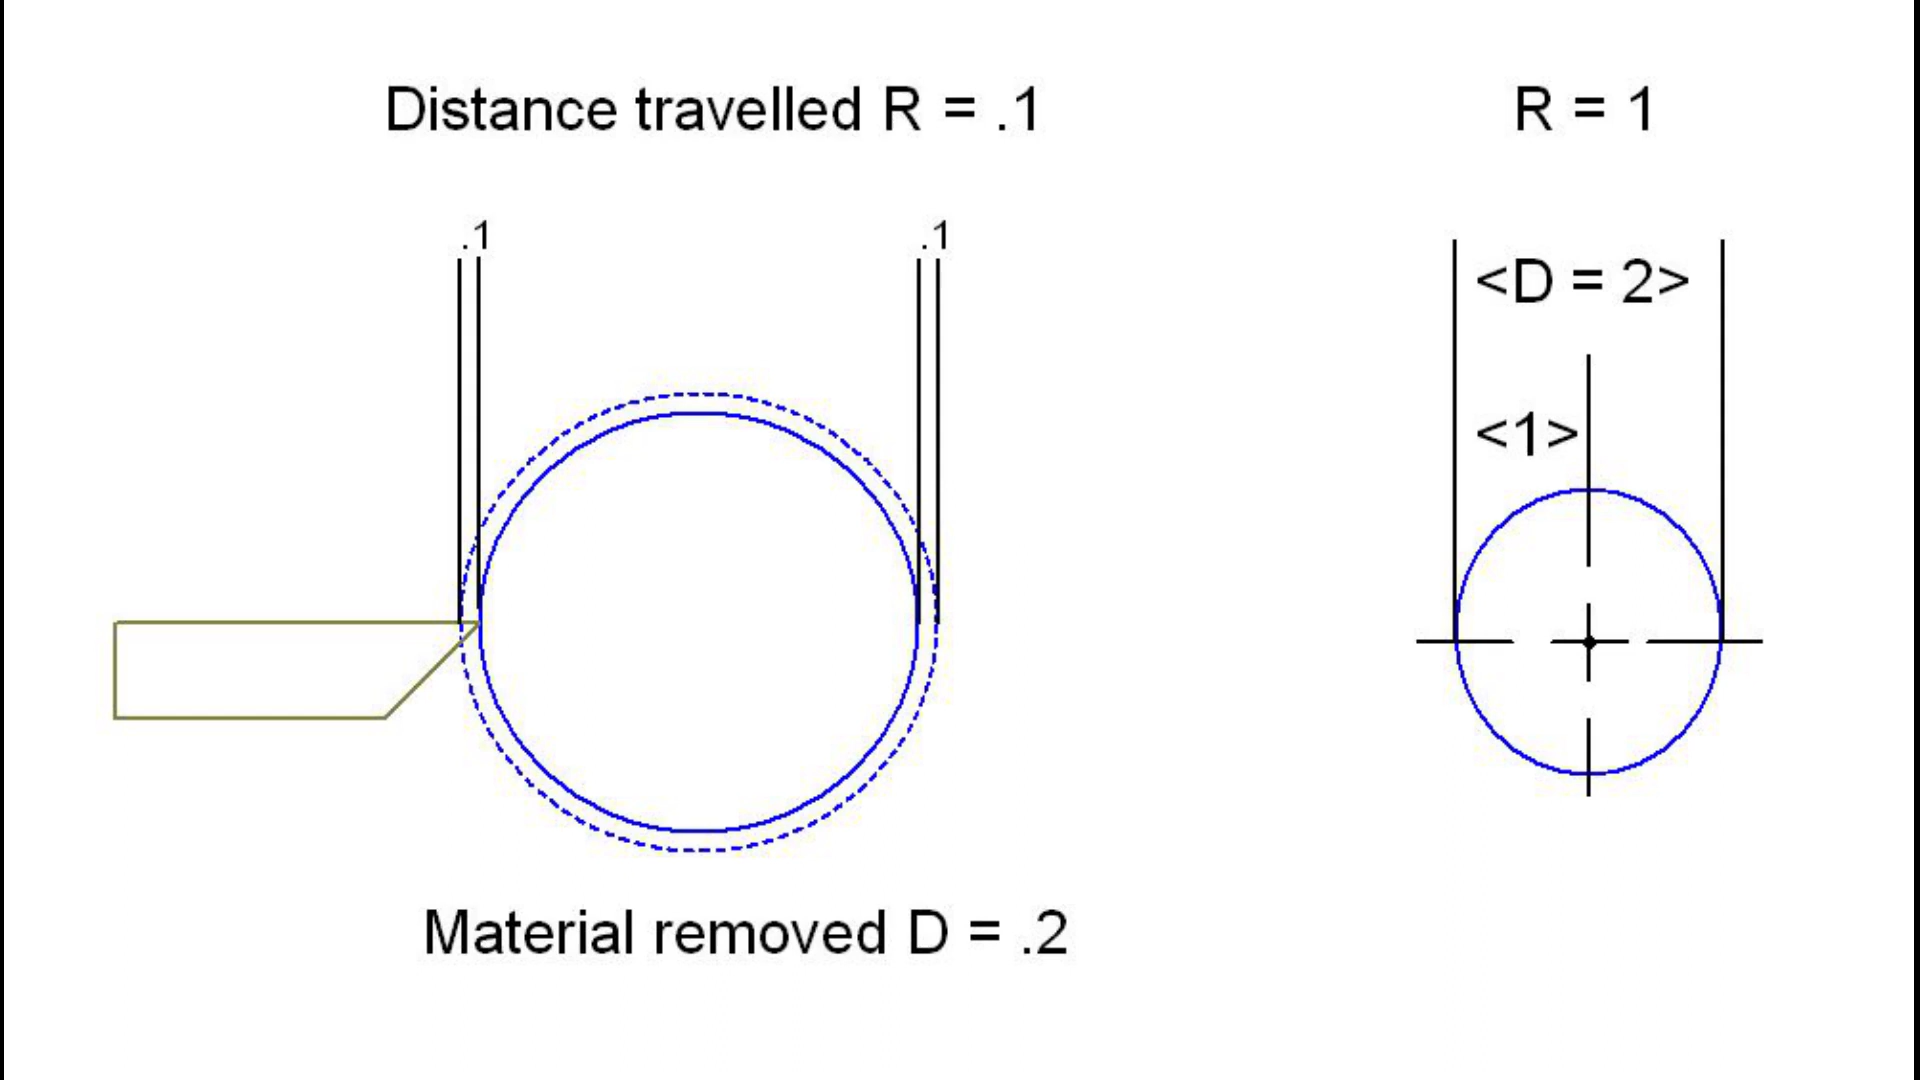 Distance travelled R = .1
R = 1
.1
.1
<D = 2>
<1>
Material removed D = .2